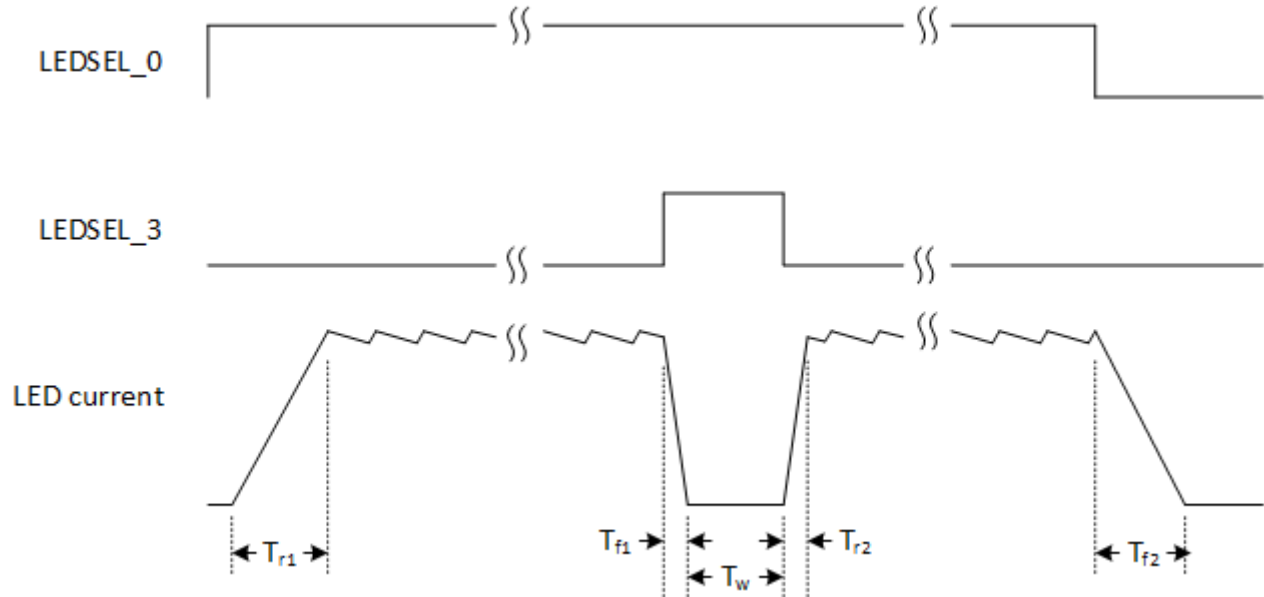 LEDSEL_0
LEDSEL_3
LED current
Tr1
Tf1
Tr2
Tf2
Tw